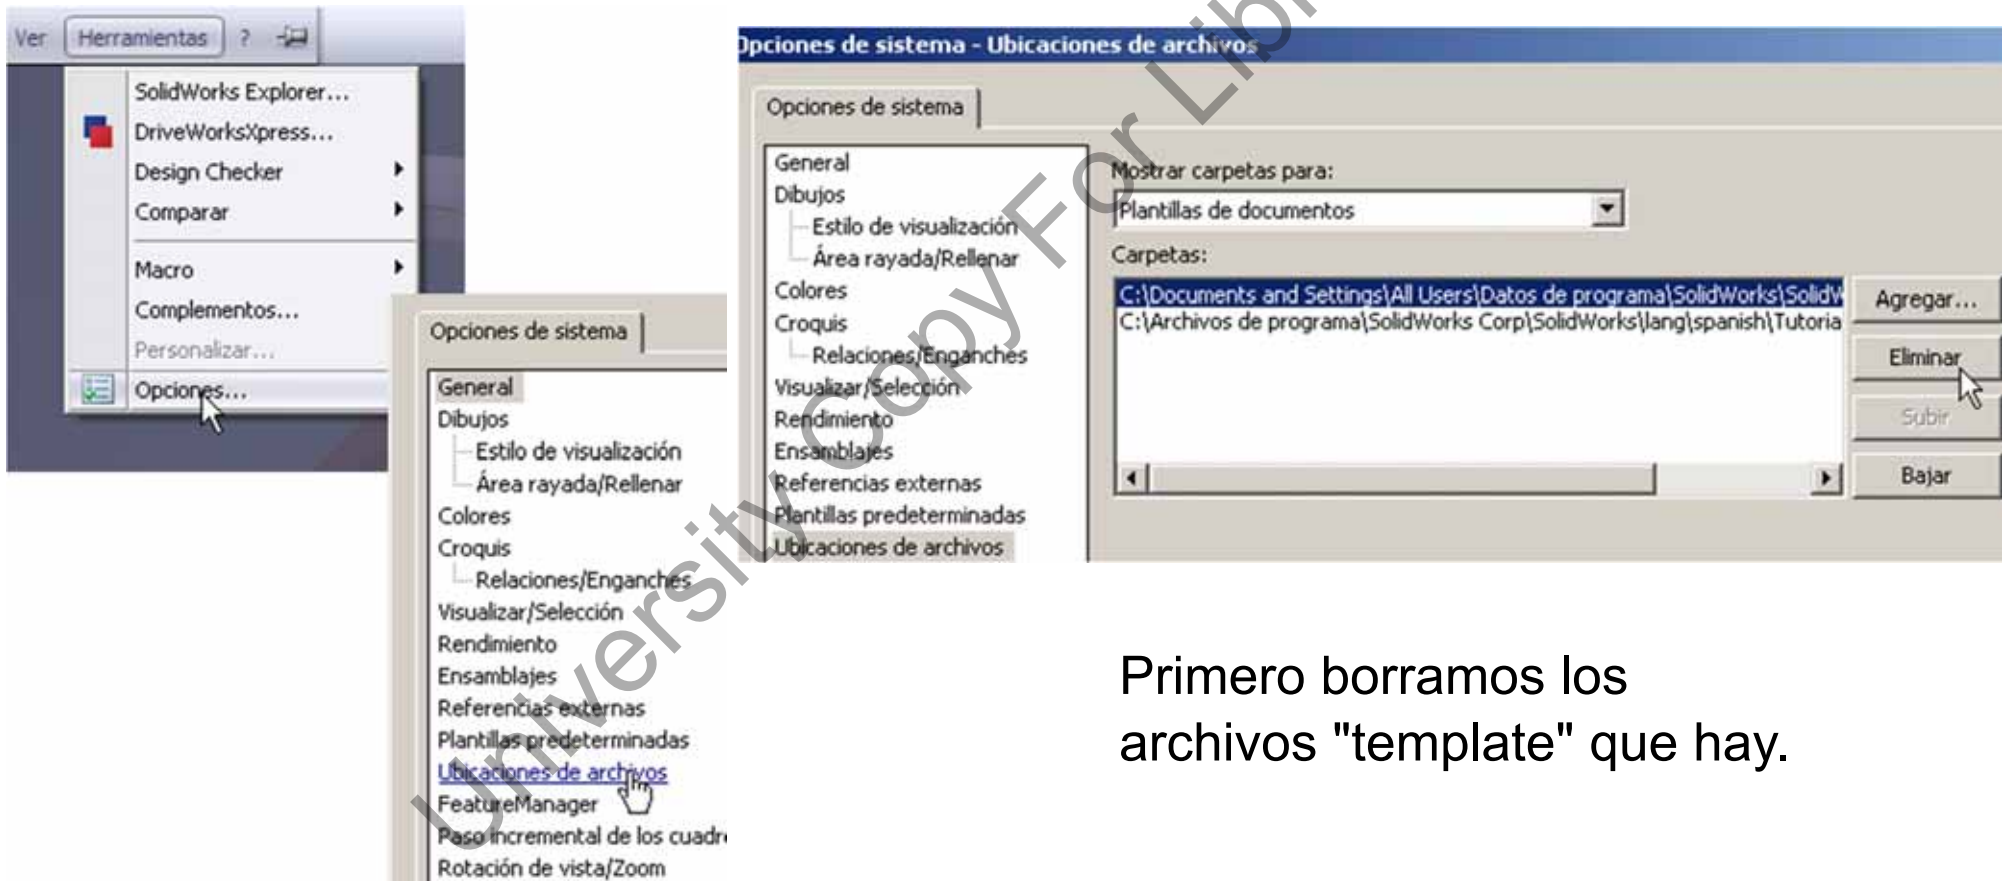 Ver Herramientas ?
SolidWorks Explorer...
DriveWorksXpress...
Design Checker
Comparar
Macro
Complementos...
Personalizar...
Opciones...
Opciones de sistema
General
Dibujos
Estilo de visualización
Área rayada/Rellenar
Colores
Croquis
Relaciones/Enganches
Visualizar/Selección
Rendimiento
Ensamblajes
Referencias externas
Plantillas predeterminadas
Ubicaciones de archivos
FeatureManager
Paso incremental de los cuadr
Rotación de vista/Zoom
Opciones de sistema - Ubicaciones de archivos
Opciones de sistema
General
Dibujos
Estilo de visualización
Área rayada/Rellenar
Colores
Croquis
Relaciones/Enganches
Visualizar/Selección
Rendimiento
Ensamblajes
Referencias externas
Plantillas predeterminadas
Ubicaciones de archivos
Mostrar carpetas para:
Plantillas de documentos
Carpetas:
C:\Documents and Settings\All Users\Datos de programa\SolidWorks\SolidW
C:\Archivos de programa\SolidWorks Corp\SolidWorks\lang\spanish\Tutoria
Agregar...
Eliminar
Subir
Bajar
Primero borramos los
archivos "template" que hay.
University Copy For Libr